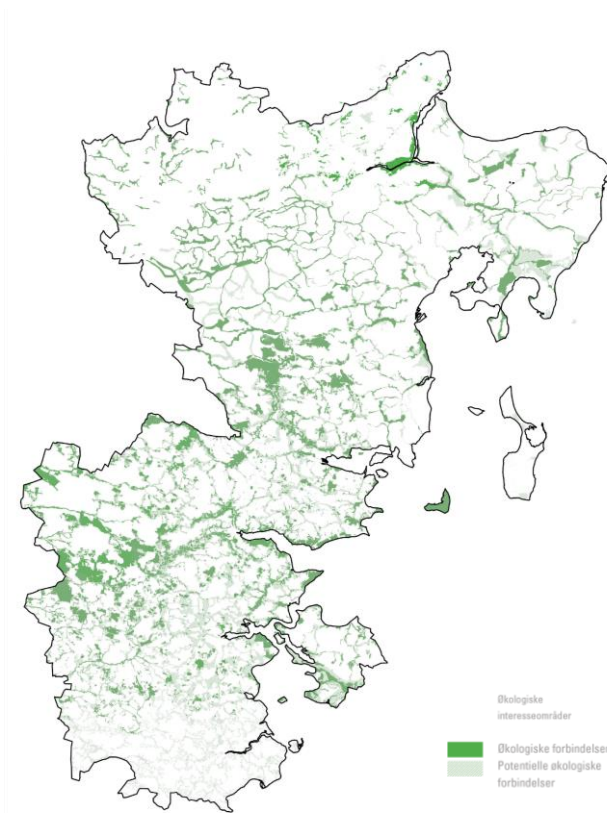 Økologiske
interesseområder
Økologiske forbindelser
Potentielle økologiske
forbindelser